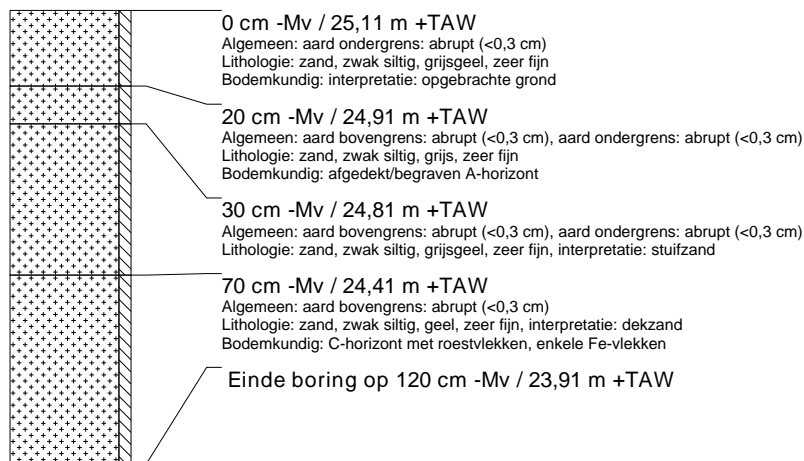 0 cm -Mv / 25,11 m +TAW
Algemeen: aard ondergrens: abrupt (<0,3 cm)
Lithologie: zand, zwak siltig, grijsgeel, zeer fijn
Bodemkundig: interpretatie: opgebrachte grond
20 cm -Mv / 24,91 m +TAW
Algemeen: aard bovengrens: abrupt (<0,3 cm), aard ondergrens: abrupt (<0,3 cm)
Lithologie: zand, zwak siltig, grijs, zeer fijn
Bodemkundig: afgedekt/begraven A-horizont
30 cm -Mv / 24,81 m +TAW
Algemeen: aard bovengrens: abrupt (<0,3 cm), aard ondergrens: abrupt (<0,3 cm)
Lithologie: zand, zwak siltig, grijsgeel, zeer fijn, interpretatie: stuifzand
70 cm -Mv / 24,41 m +TAW
Algemeen: aard bovengrens: abrupt (<0,3 cm)
Lithologie: zand, zwak siltig, geel, zeer fijn, interpretatie: dekzand
Bodemkundig: C-horizont met roestvlekken, enkele Fe-vlekken
Einde boring op 120 cm -Mv / 23,91 m +TAW